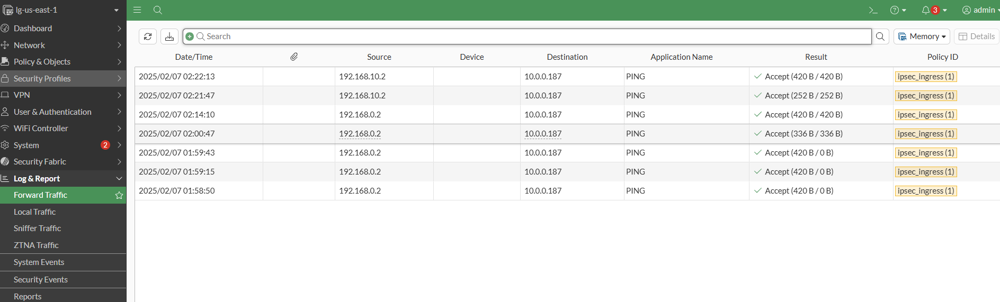 lg-us-east-1
3
admin
Dashboard
Network
Policy & Objects
Security Profiles
VPN
User & Authentication
WiFi Controller
System 2
Security Fabric
Log & Report
Forward Traffic
Local Traffic
Sniffer Traffic
ZTNA Traffic
System Events
Security Events
Reports
Search
Memory
Details
Date/Time Source Device Destination Application Name Result Policy ID
2025/02/07 02:22:13 192.168.10.2 10.0.0.187 PING Accept (420 B / 420 B) ipsec_ingress (1)
2025/02/07 02:21:47 192.168.10.2 10.0.0.187 PING Accept (252 B / 252 B) ipsec_ingress (1)
2025/02/07 02:14:10 192.168.0.2 10.0.0.187 PING Accept (420 B / 420 B) ipsec_ingress (1)
2025/02/07 02:00:47 192.168.0.2 10.0.0.187 PING Accept (336 B / 336 B) ipsec_ingress (1)
2025/02/07 01:59:43 192.168.0.2 10.0.0.187 PING Accept (420 B / 0 B) ipsec_ingress (1)
2025/02/07 01:59:15 192.168.0.2 10.0.0.187 PING Accept (420 B / 0 B) ipsec_ingress (1)
2025/02/07 01:58:50 192.168.0.2 10.0.0.187 PING Accept (420 B / 0 B) ipsec_ingress (1)